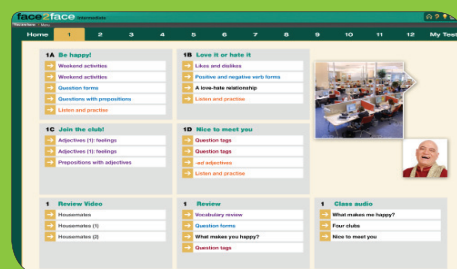 face2face Intermediate
Home 1 2 3 4 5 6 7 8 9 10 11 12 My Test
1A Be happy!
Weekend activities
Weekend activities
Question forms
Questions with prepositions
Listen and practise
1B Love it or hate it
Likes and dislikes
Positive and negative verb forms
A love-hate relationship
Listen and practise
1C Join the club!
Adjectives (1): feelings
Adjectives (1): feelings
Prepositions with adjectives
1D Nice to meet you
Question tags
Question tags
-ed adjectives
Listen and practise
1 Review Video
Housemates
Housemates (1)
Housemates (2)
1 Review
Vocabulary review
Question forms
What makes you happy?
Question tags
1 Class audio
What makes me happy?
Four clubs
Nice to meet you